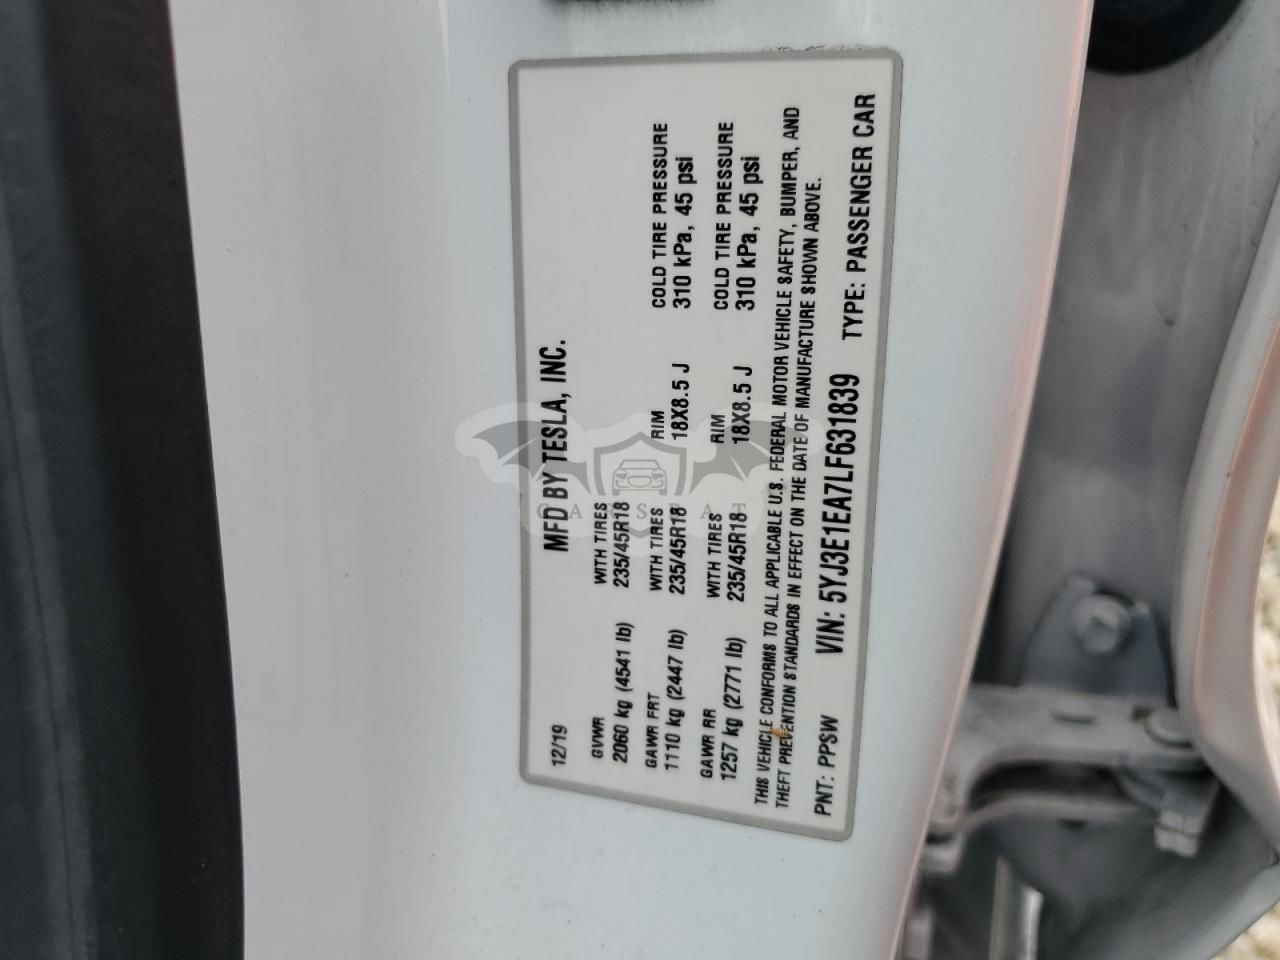 MFD BY TESLA, INC.
12/19
GVWR
2060 kg (4541 lb)
WITH TIRES
235/45R18
GAWR FRT
1110 kg (2447 lb)
WITH TIRES
235/45R18
RIM
18X8.5 J
COLD TIRE PRESSURE
310 kPa, 45 psi
GAWR RR
1257 kg (2771 lb)
WITH TIRES
235/45R18
RIM
18X8.5 J
COLD TIRE PRESSURE
310 kPa, 45 psi
THIS VEHICLE CONFORMS TO ALL APPLICABLE U.S. FEDERAL MOTOR VEHICLE SAFETY, BUMPER, AND
THEFT PREVENTION STANDARDS IN EFFECT ON THE DATE OF MANUFACTURE SHOWN ABOVE.
PNT: PPSW VIN: 5YJ3E1EA7LF631839 TYPE: PASSENGER CAR
CARSBAT